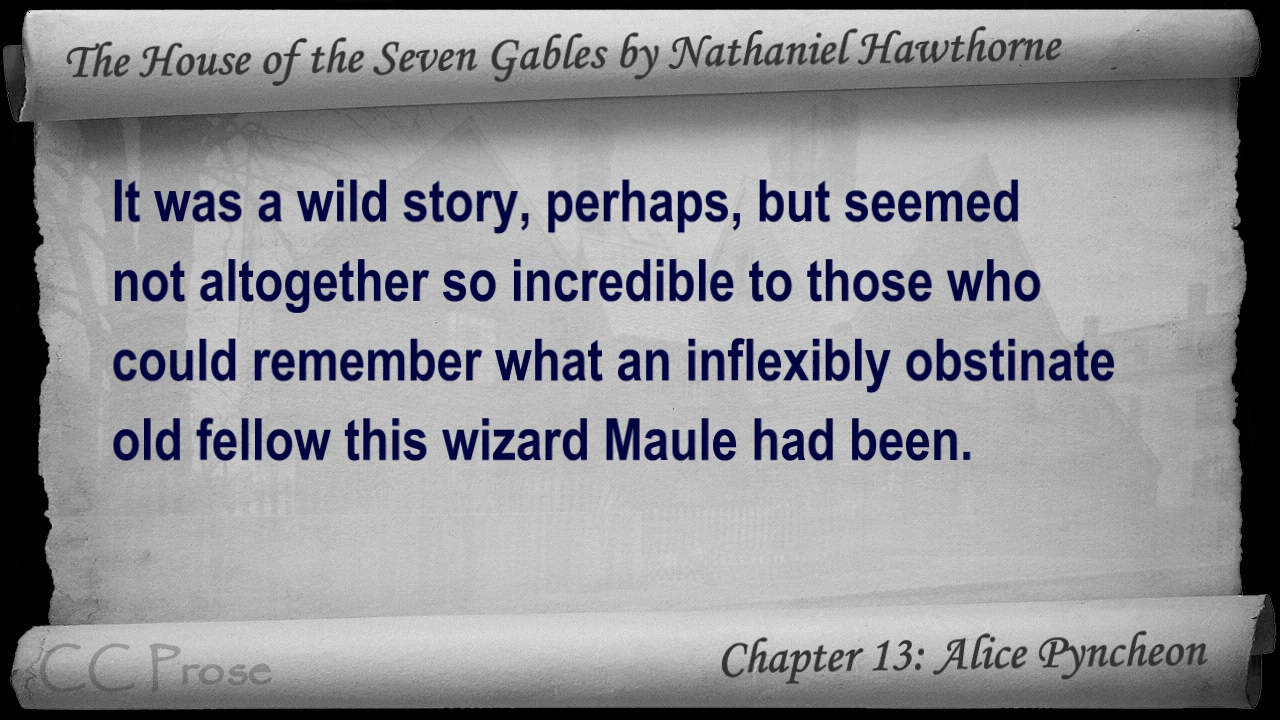 The House of the Seven Gables by Nathaniel Hawthorne
It was a wild story, perhaps, but seemed
not altogether so incredible to those who
could remember what an inflexibly obstinate
old fellow this wizard Maule had been.
CC Prose
Chapter 13: Alice Pyncheon